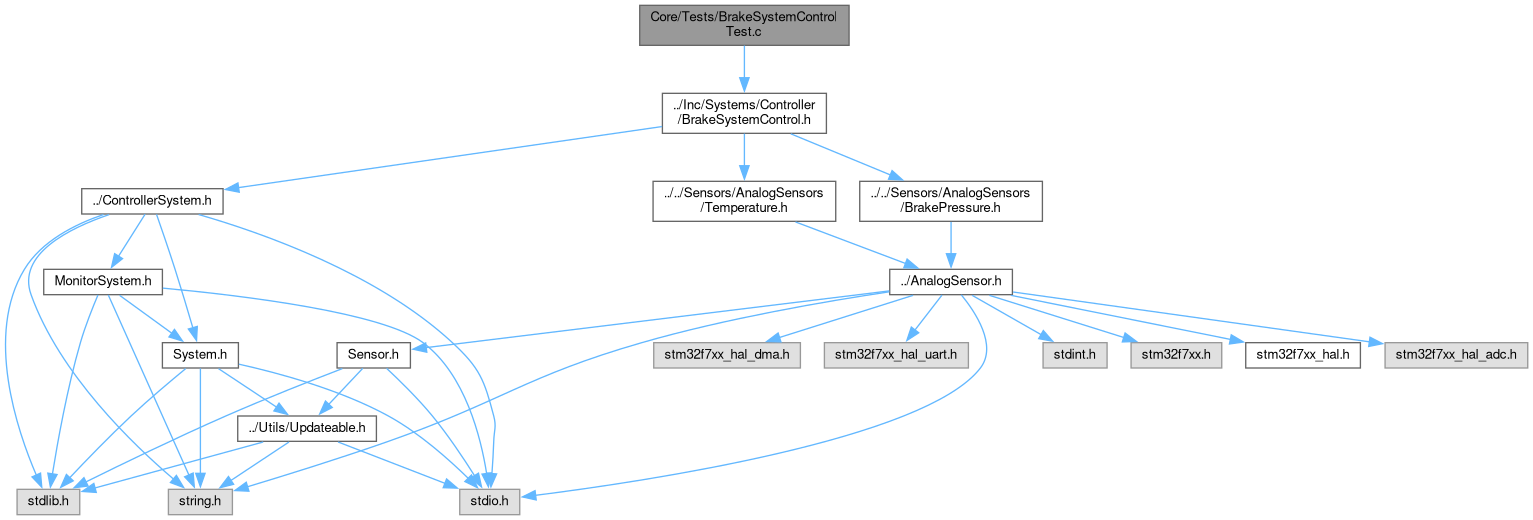 Core/Tests/BrakeSystemControl
Test.c
../Inc/Systems/Controller
/BrakeSystemControl.h
../ControllerSystem.h
../../Sensors/AnalogSensors
/Temperature.h
../../Sensors/AnalogSensors
/BrakePressure.h
MonitorSystem.h
../AnalogSensor.h
System.h
Sensor.h
stm32f7xx_hal_dma.h
stm32f7xx_hal_uart.h
stdint.h
stm32f7xx.h
stm32f7xx_hal.h
stm32f7xx_hal_adc.h
../Utils/Updateable.h
stdlib.h
string.h
stdio.h